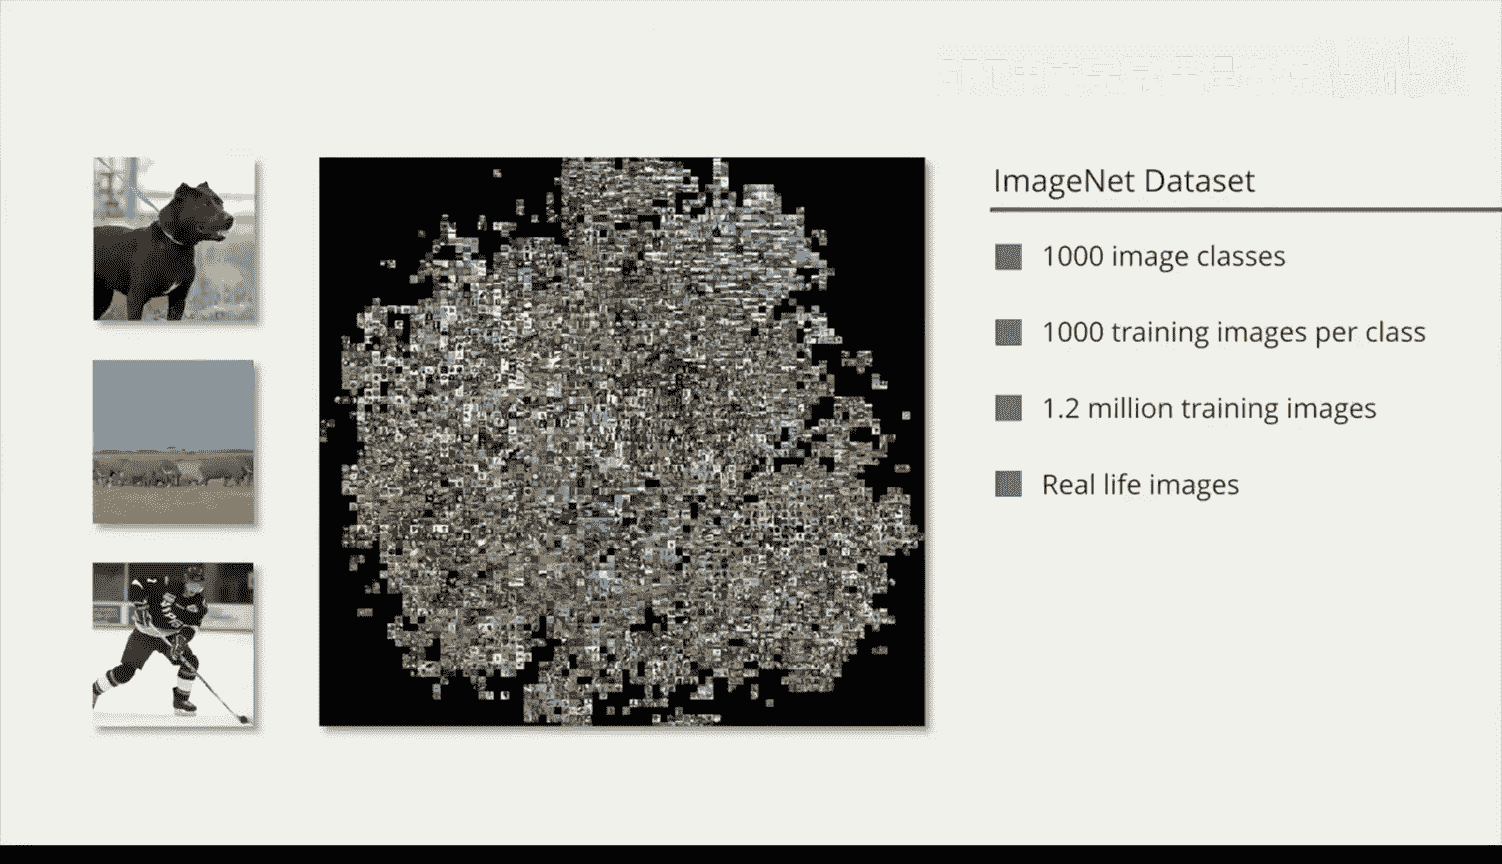 ImageNet Dataset
1000 image classes
1000 training images per class
1.2 million training images
Real life images